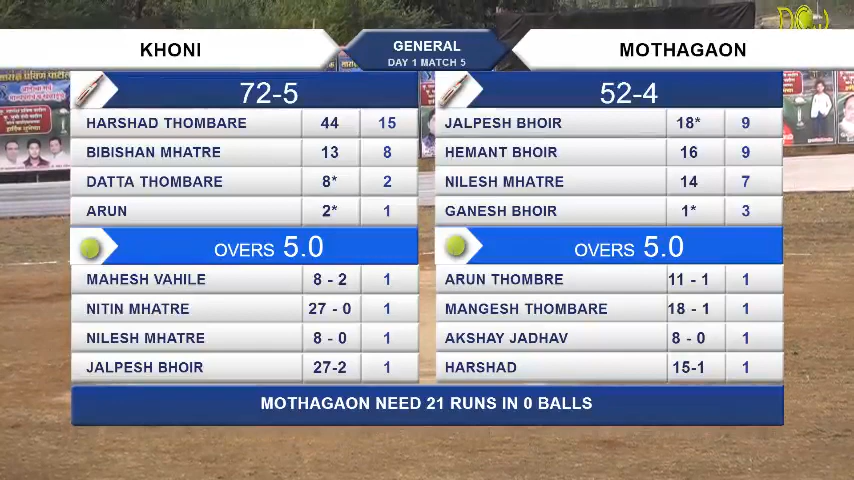 KHONI
GENERAL
DAY 1 MATCH 5
MOTHAGAON
72-5
HARSHAD THOMBARE 44 15
BIBISHAN MHATRE 13 8
DATTA THOMBARE 8* 2
ARUN 2* 1
OVERS 5.0
MAHESH VAHILE 8 - 2 1
NITIN MHATRE 27 - 0 1
NILESH MHATRE 8 - 0 1
JALPESH BHOIR 27-2 1
52-4
JALPESH BHOIR 18* 9
HEMANT BHOIR 16 9
NILESH MHATRE 14 7
GANESH BHOIR 1* 3
OVERS 5.0
ARUN THOMBRE 11 - 1 1
MANGESH THOMBARE 18 - 1 1
AKSHAY JADHAV 8 - 0 1
HARSHAD 15-1 1
MOTHAGAON NEED 21 RUNS IN 0 BALLS